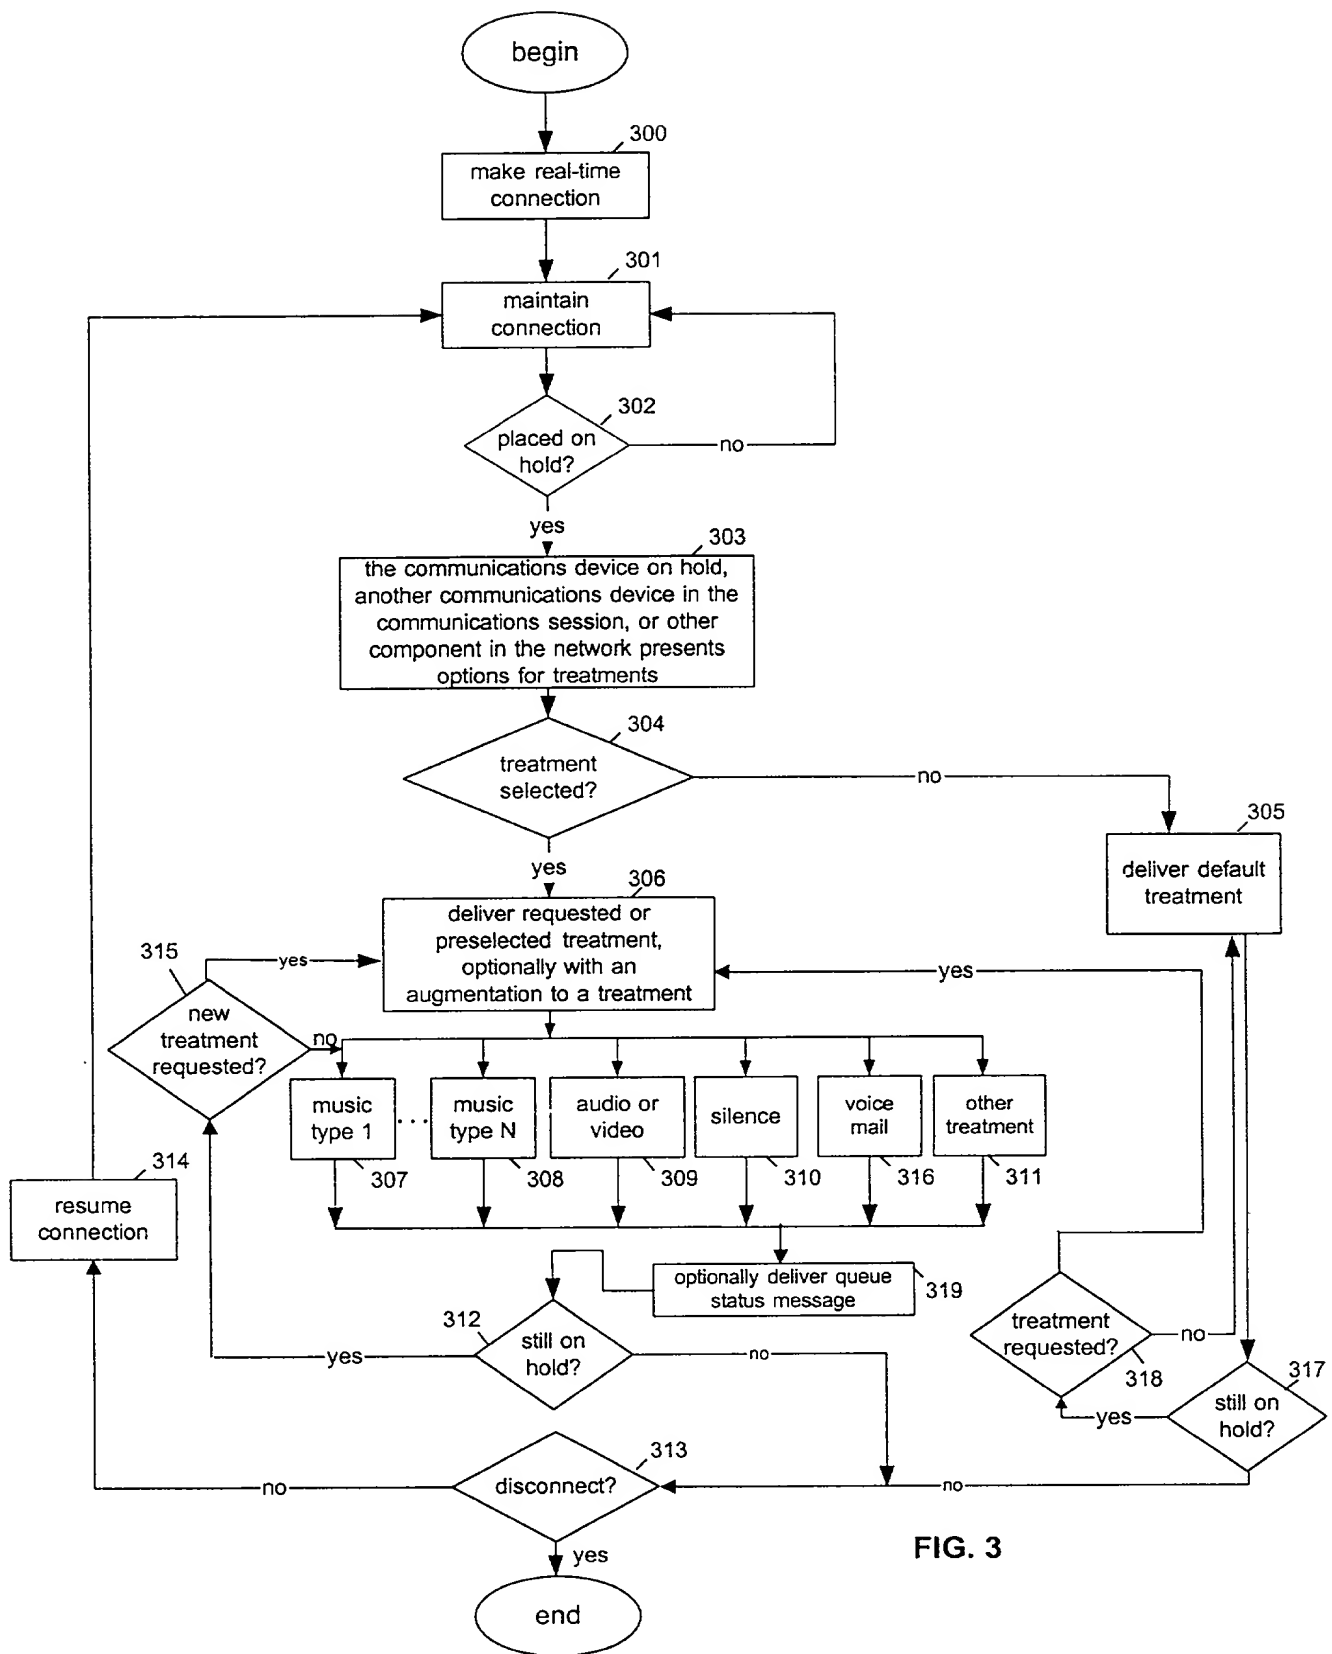 begin
300
make real-time
connection
301
maintain
connection
302
placed on
hold?
no
yes
303
the communications device on hold,
another communications device in the
communications session, or other
component in the network presents
options for treatments
304
treatment
selected?
no
305
deliver default
treatment
yes
306
deliver requested or
preselected treatment,
optionally with an
augmentation to a treatment
315
yes
yes
new
treatment
requested?
no
music
type 1
...
music
type N
audio or
video
silence
voice
mail
other
treatment
307
308
309
310
316
311
314
resume
connection
optionally deliver queue
status message
319
312
still on
hold?
yes
no
treatment
requested?
no
318
317
still on
hold?
yes
313
disconnect?
no
no
yes
FIG. 3
end